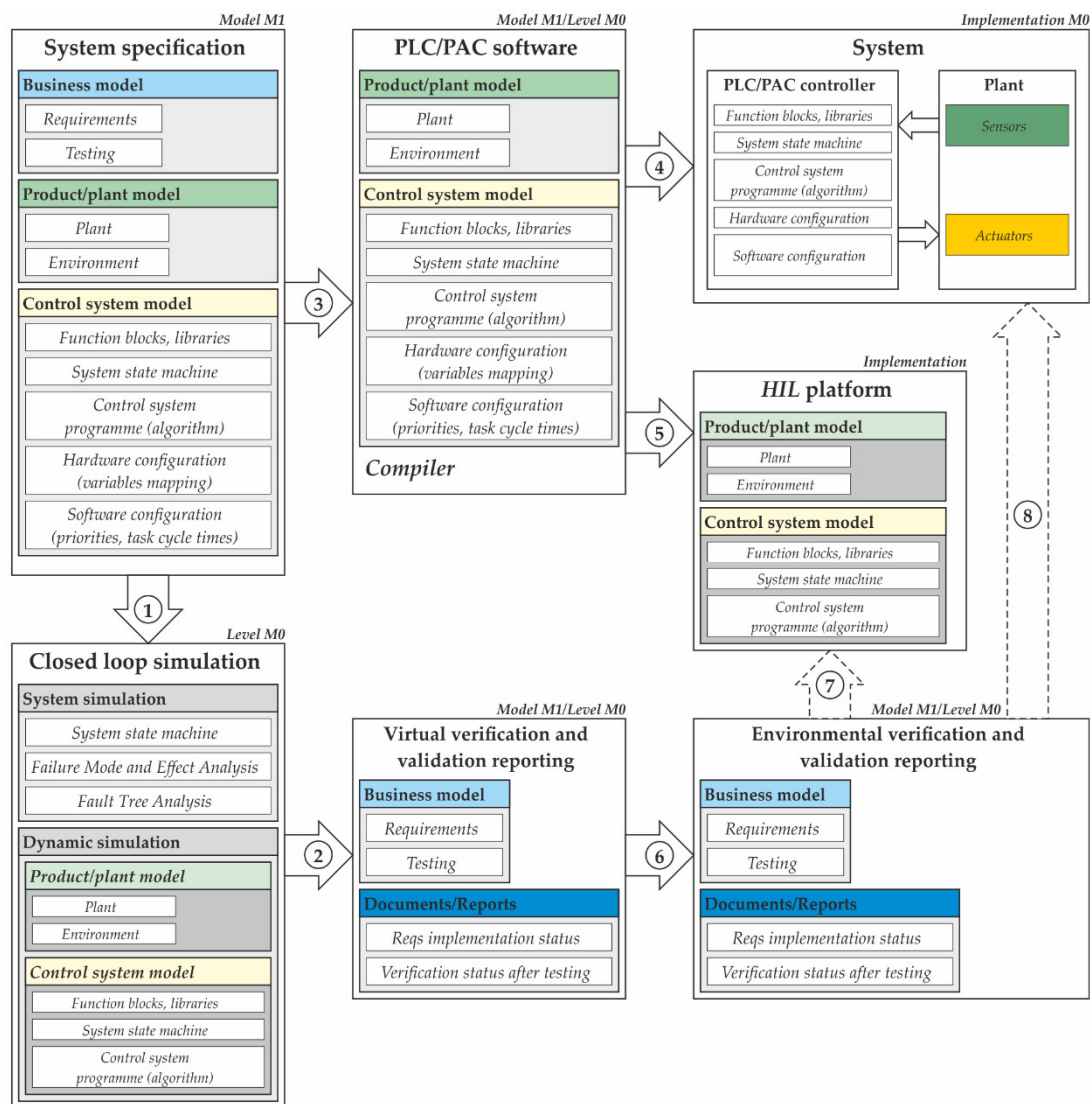 Model M1
System specification
Business model
Requirements
Testing
Product/plant model
Plant
Environment
Control system model
Function blocks, libraries
System state machine
Control system
programme (algorithm)
Hardware configuration
(variables mapping)
Software configuration
(priorities, task cycle times)
Model M1/Level M0
PLC/PAC software
Product/plant model
Plant
Environment
Control system model
Function blocks, libraries
System state machine
Control system
programme (algorithm)
Hardware configuration
(variables mapping)
Software configuration
(priorities, task cycle times)
Compiler
Implementation M0
System
PLC/PAC controller
Function blocks, libraries
System state machine
Control system
programme (algorithm)
Hardware configuration
Software configuration
Plant
Sensors
Actuators
3
4
5
Implementation
HIL platform
Product/plant model
Plant
Environment
Control system model
Function blocks, libraries
System state machine
Control system
programme (algorithm)
8
1
7
Level M0
Closed loop simulation
System simulation
System state machine
Failure Mode and Effect Analysis
Fault Tree Analysis
Dynamic simulation
Product/plant model
Plant
Environment
Control system model
Function blocks, libraries
System state machine
Control system
programme (algorithm)
2
Model M1/Level M0
Virtual verification and
validation reporting
Business model
Requirements
Testing
Documents/Reports
Reqs implementation status
Verification status after testing
6
Model M1/Level M0
Environmental verification and
validation reporting
Business model
Requirements
Testing
Documents/Reports
Reqs implementation status
Verification status after testing